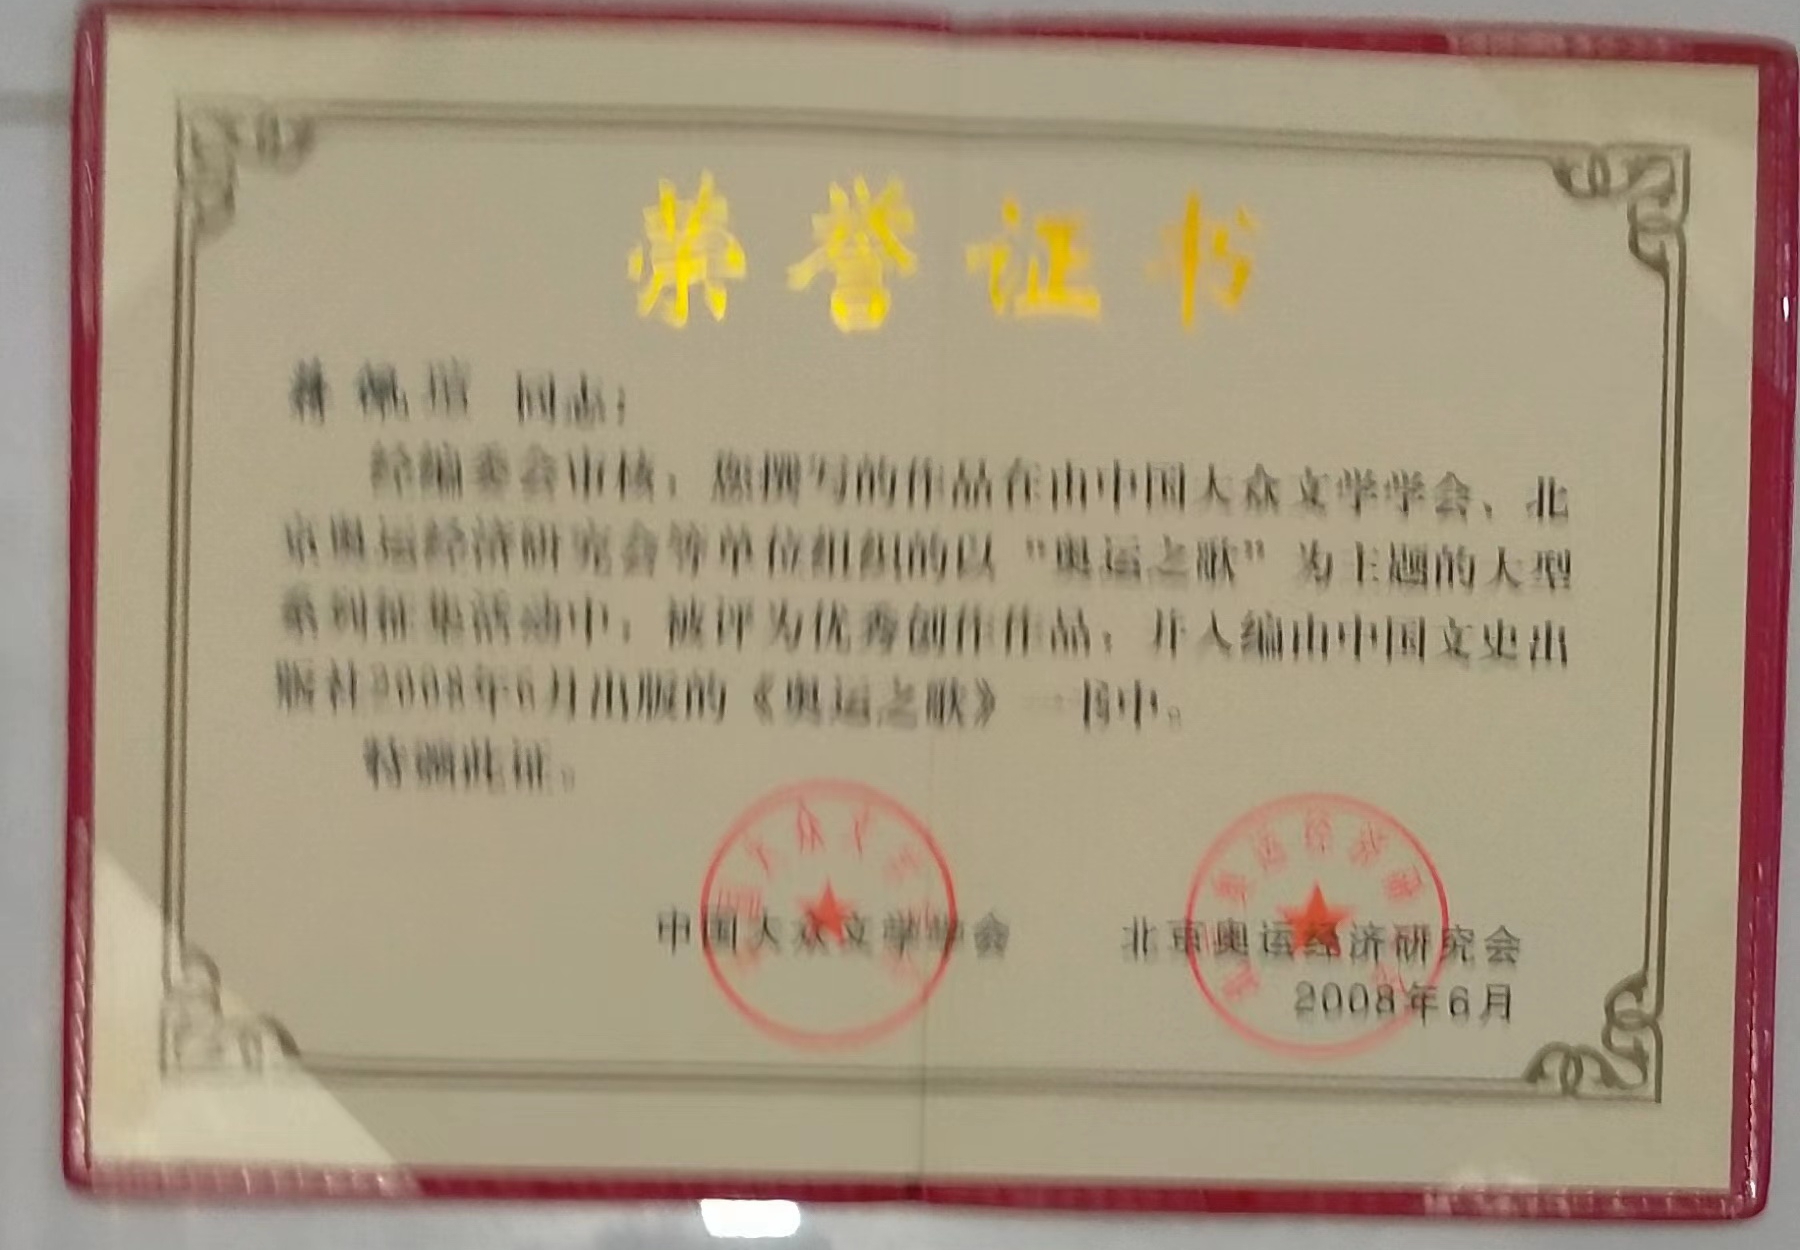 荣誉证书
同志：
经编委会审核，您撰写的作品在由中国大众文学学会、北
京奥运经济研究会等单位组织的以“奥运之歌”为主题的大型
系列征集活动中，被评为优秀创作作品，并入编由中国文史出
版社2008年6月出版的《奥运之歌》一书中。
特颁此证。
中国大众文学学会 北京奥运经济研究会
2008年6月